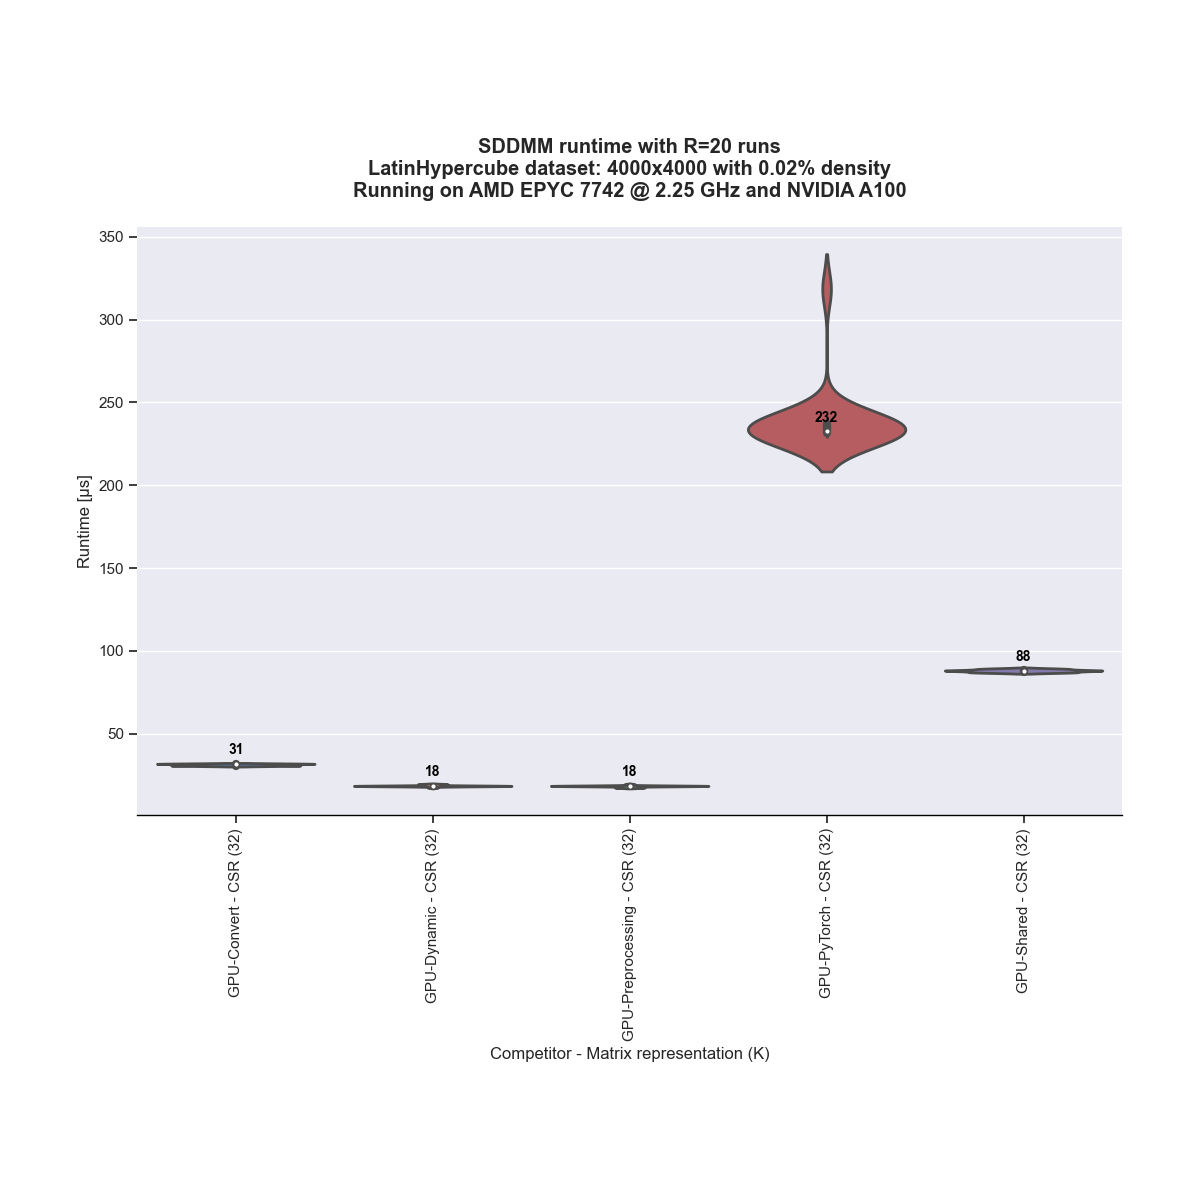 SDDMM runtime with R=20 runs
LatinHypercube dataset: 4000x4000 with 0.02% density
Running on AMD EPYC 7742 @ 2.25 GHz and NVIDIA A100
350
300
250
200
150
100
50
Runtime [µs]
31
18
18
232
88
GPU-Convert - CSR (32)
GPU-Dynamic - CSR (32)
GPU-Preprocessing - CSR (32)
GPU-PyTorch - CSR (32)
GPU-Shared - CSR (32)
Competitor - Matrix representation (K)